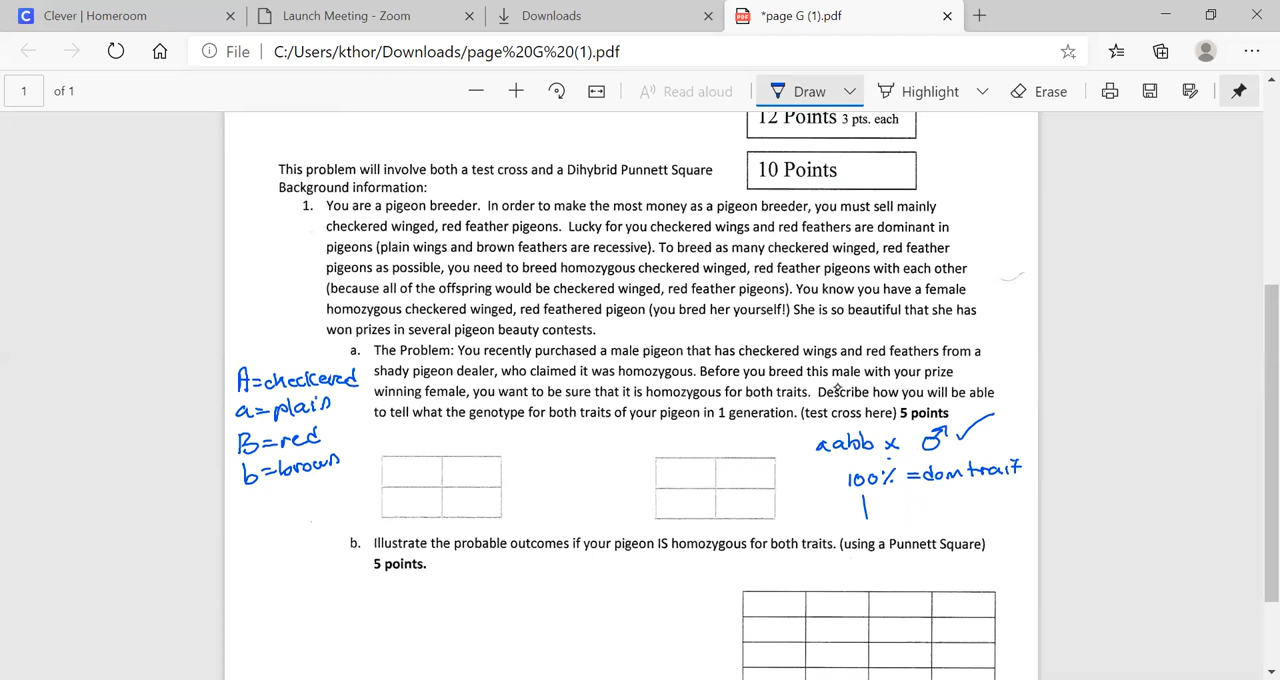 Clever | Homeroom
Launch Meeting - Zoom
Downloads
*page G (1).pdf
File C:/Users/kthor/Downloads/page%20G%20(1).pdf
1 of 1
Read aloud
Draw
Highlight
Erase
12 Points 3 pts. each
10 Points
This problem will involve both a test cross and a Dihybrid Punnett Square
Background information:
1. You are a pigeon breeder. In order to make the most money as a pigeon breeder, you must sell mainly
checkered winged, red feather pigeons. Lucky for you checkered wings and red feathers are dominant in
pigeons (plain wings and brown feathers are recessive). To breed as many checkered winged, red feather
pigeons as possible, you need to breed homozygous checkered winged, red feather pigeons with each other
(because all of the offspring would be checkered winged, red feather pigeons). You know you have a female
homozygous checkered winged, red feathered pigeon (you bred her yourself!) She is so beautiful that she has
won prizes in several pigeon beauty contests.
a. The Problem: You recently purchased a male pigeon that has checkered wings and red feathers from a
shady pigeon dealer, who claimed it was homozygous. Before you breed this male with your prize
winning female, you want to be sure that it is homozygous for both traits. Describe how you will be able
to tell what the genotype for both traits of your pigeon in 1 generation. (test cross here) 5 points
A=checkered
a=plain
B=red
b=brown
aabb x ♂ ✓
100% =dom trait
b. Illustrate the probable outcomes if your pigeon IS homozygous for both traits. (using a Punnett Square)
5 points.